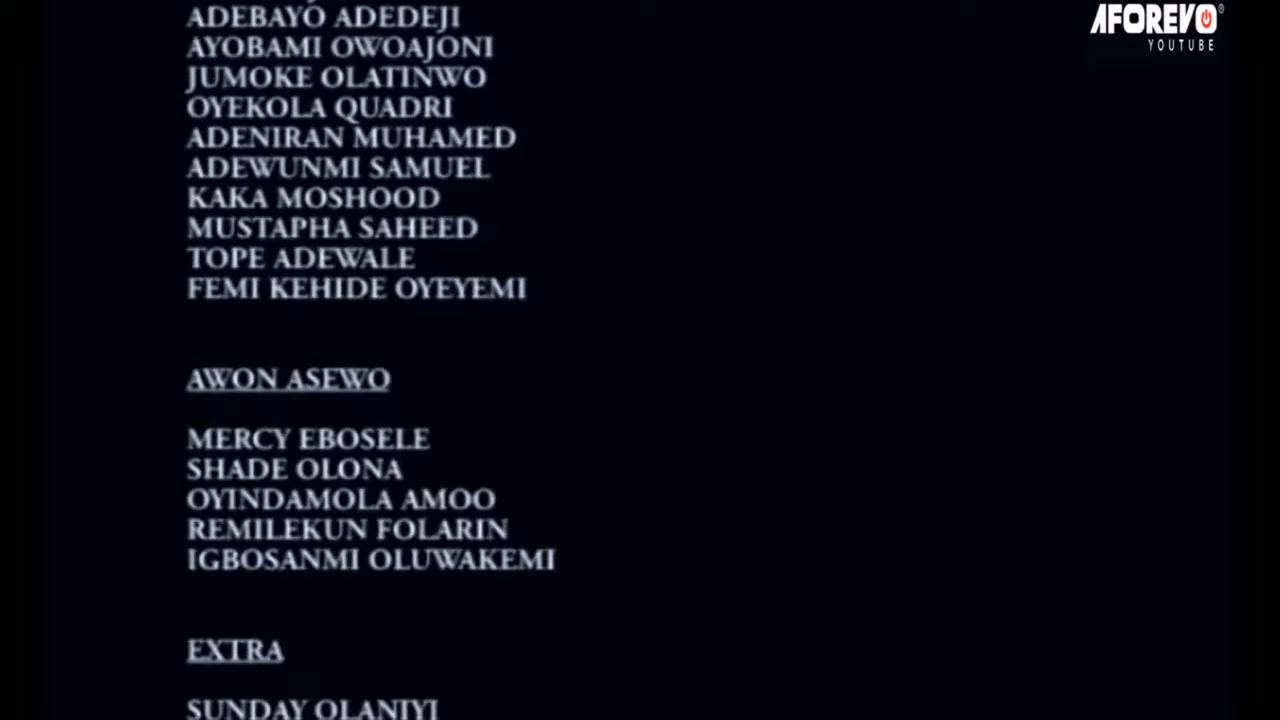 ADEBAYO ADEDEJI
AYOBAMI OWOAJONI
JUMOKE OLATINWO
OYEKOLA QUADRI
ADENIRAN MUHAMED
ADEWUNMI SAMUEL
KAKA MOSHOOD
MUSTAPHA SAHEED
TOPE ADEWALE
FEMI KEHIDE OYEYEMI
AWON ASEWO
MERCY EBOSELE
SHADE OLONA
OYINDAMOLA AMOO
REMILEKUN FOLARIN
IGBOSANMI OLUWAKEMI
EXTRA
SUNDAY OLANIYI
AFOREVO®
YOUTUBE